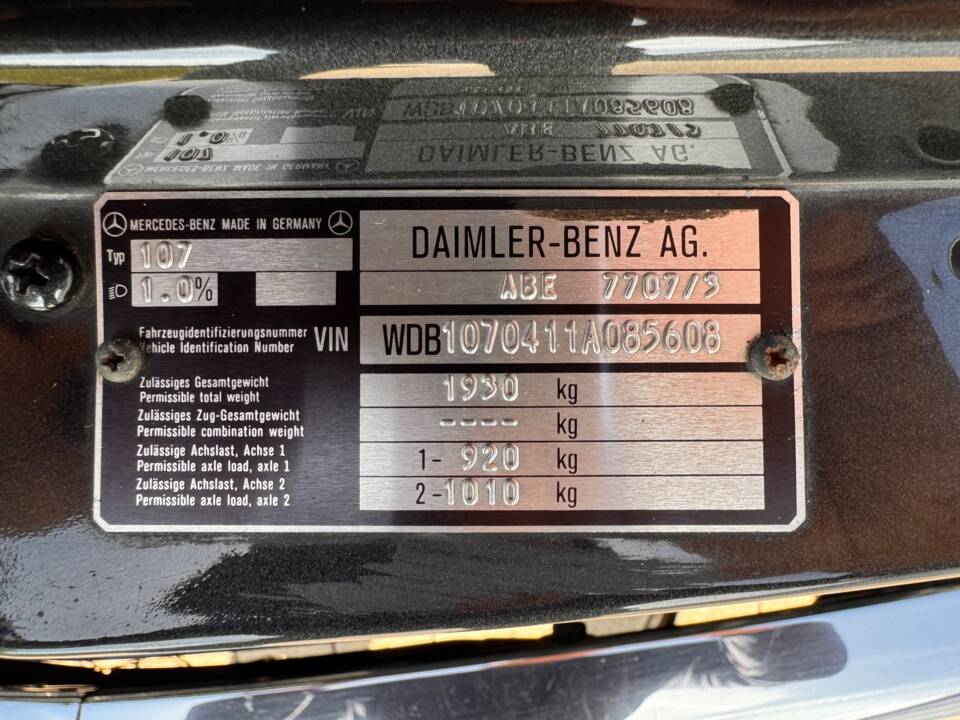 MERCEDES-BENZ MADE IN GERMANY
Typ 107
1.0%
DAIMLER-BENZ AG.
ABE 7707/3
Fahrzeugidentifizierungsnummer
Vehicle Identification Number
VIN WDB1070411A085608
Zulässiges Gesamtgewicht
Permissible total weight
1930 kg
Zulässiges Zug-Gesamtgewicht
Permissible combination weight
---- kg
Zulässige Achslast, Achse 1
Permissible axle load, axle 1
1- 920 kg
Zulässige Achslast, Achse 2
Permissible axle load, axle 2
2-1010 kg